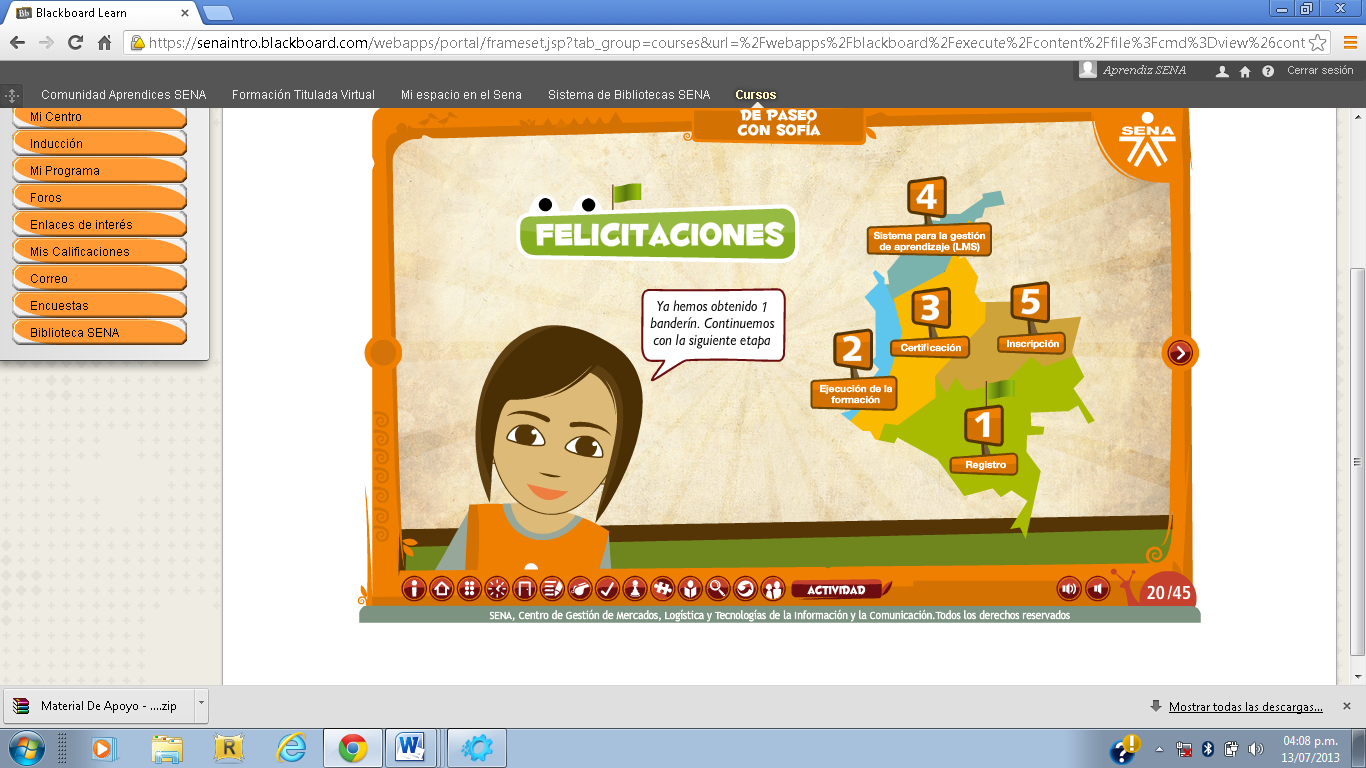 Blackboard Learn
https://senaintro.blackboard.com/webapps/portal/frameset.jsp?tab_group=courses&url=%2Fwebapps%2Fblackboard%2Fexecute%2Fcontent%2Ffile%3Fcmd%3Dview%26cont
Aprendiz SENA
Cerrar sesión
Comunidad Aprendices SENA
Formación Titulada Virtual
Mi espacio en el Sena
Sistema de Bibliotecas SENA
Cursos
Mi Centro
Inducción
Mi Programa
Foros
Enlaces de interés
Mis Calificaciones
Correo
Encuestas
Biblioteca SENA
DE PASEO
CON SOFÍA
SENA
FELICITACIONES
Ya hemos obtenido 1
banderín. Continuemos
con la siguiente etapa
4
Sistema para la gestión
de aprendizaje (LMS)
3
Certificación
5
Inscripción
2
Ejecución de la
formación
1
Registro
ACTIVIDAD
20/45
SENA, Centro de Gestión de Mercados, Logística y Tecnologías de la Información y la Comunicación.Todos los derechos reservados
Material De Apoyo - ....zip
Mostrar todas las descargas...
04:08 p.m.
13/07/2013